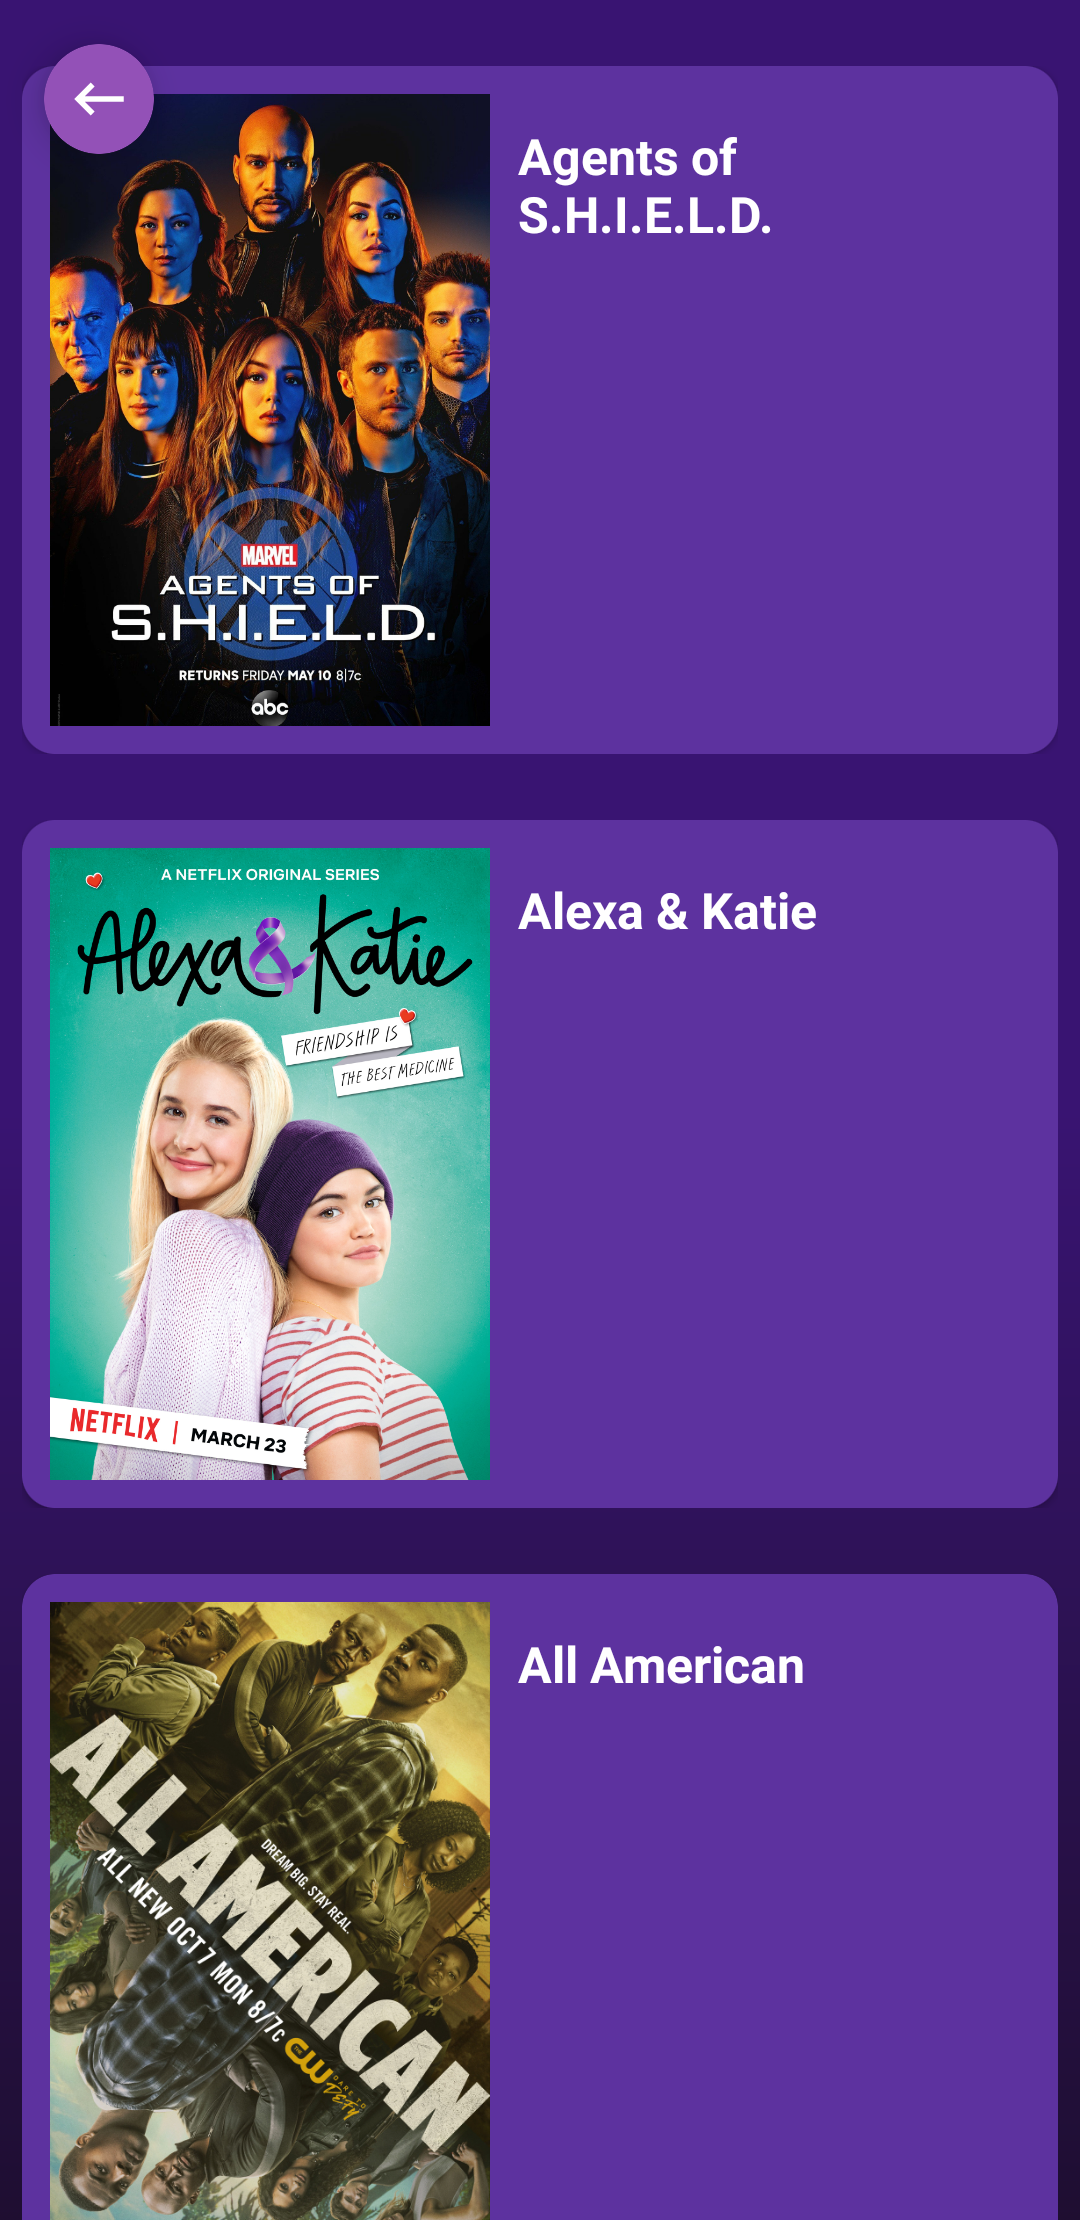 Agents of
S.H.I.E.L.D.
MARVEL
AGENTS OF
S.H.I.E.L.D.
RETURNS FRIDAY MAY 10 8|7c
abc
A NETFLIX ORIGINAL SERIES
Alexa & Katie
FRIENDSHIP IS
THE BEST MEDICINE
NETFLIX | MARCH 23
Alexa & Katie
All American
DREAM BIG. STAY REAL.
ALL AMERICAN
ALL NEW OCT 7 MON 8/7c
THE CW
DARE TO
DEFY